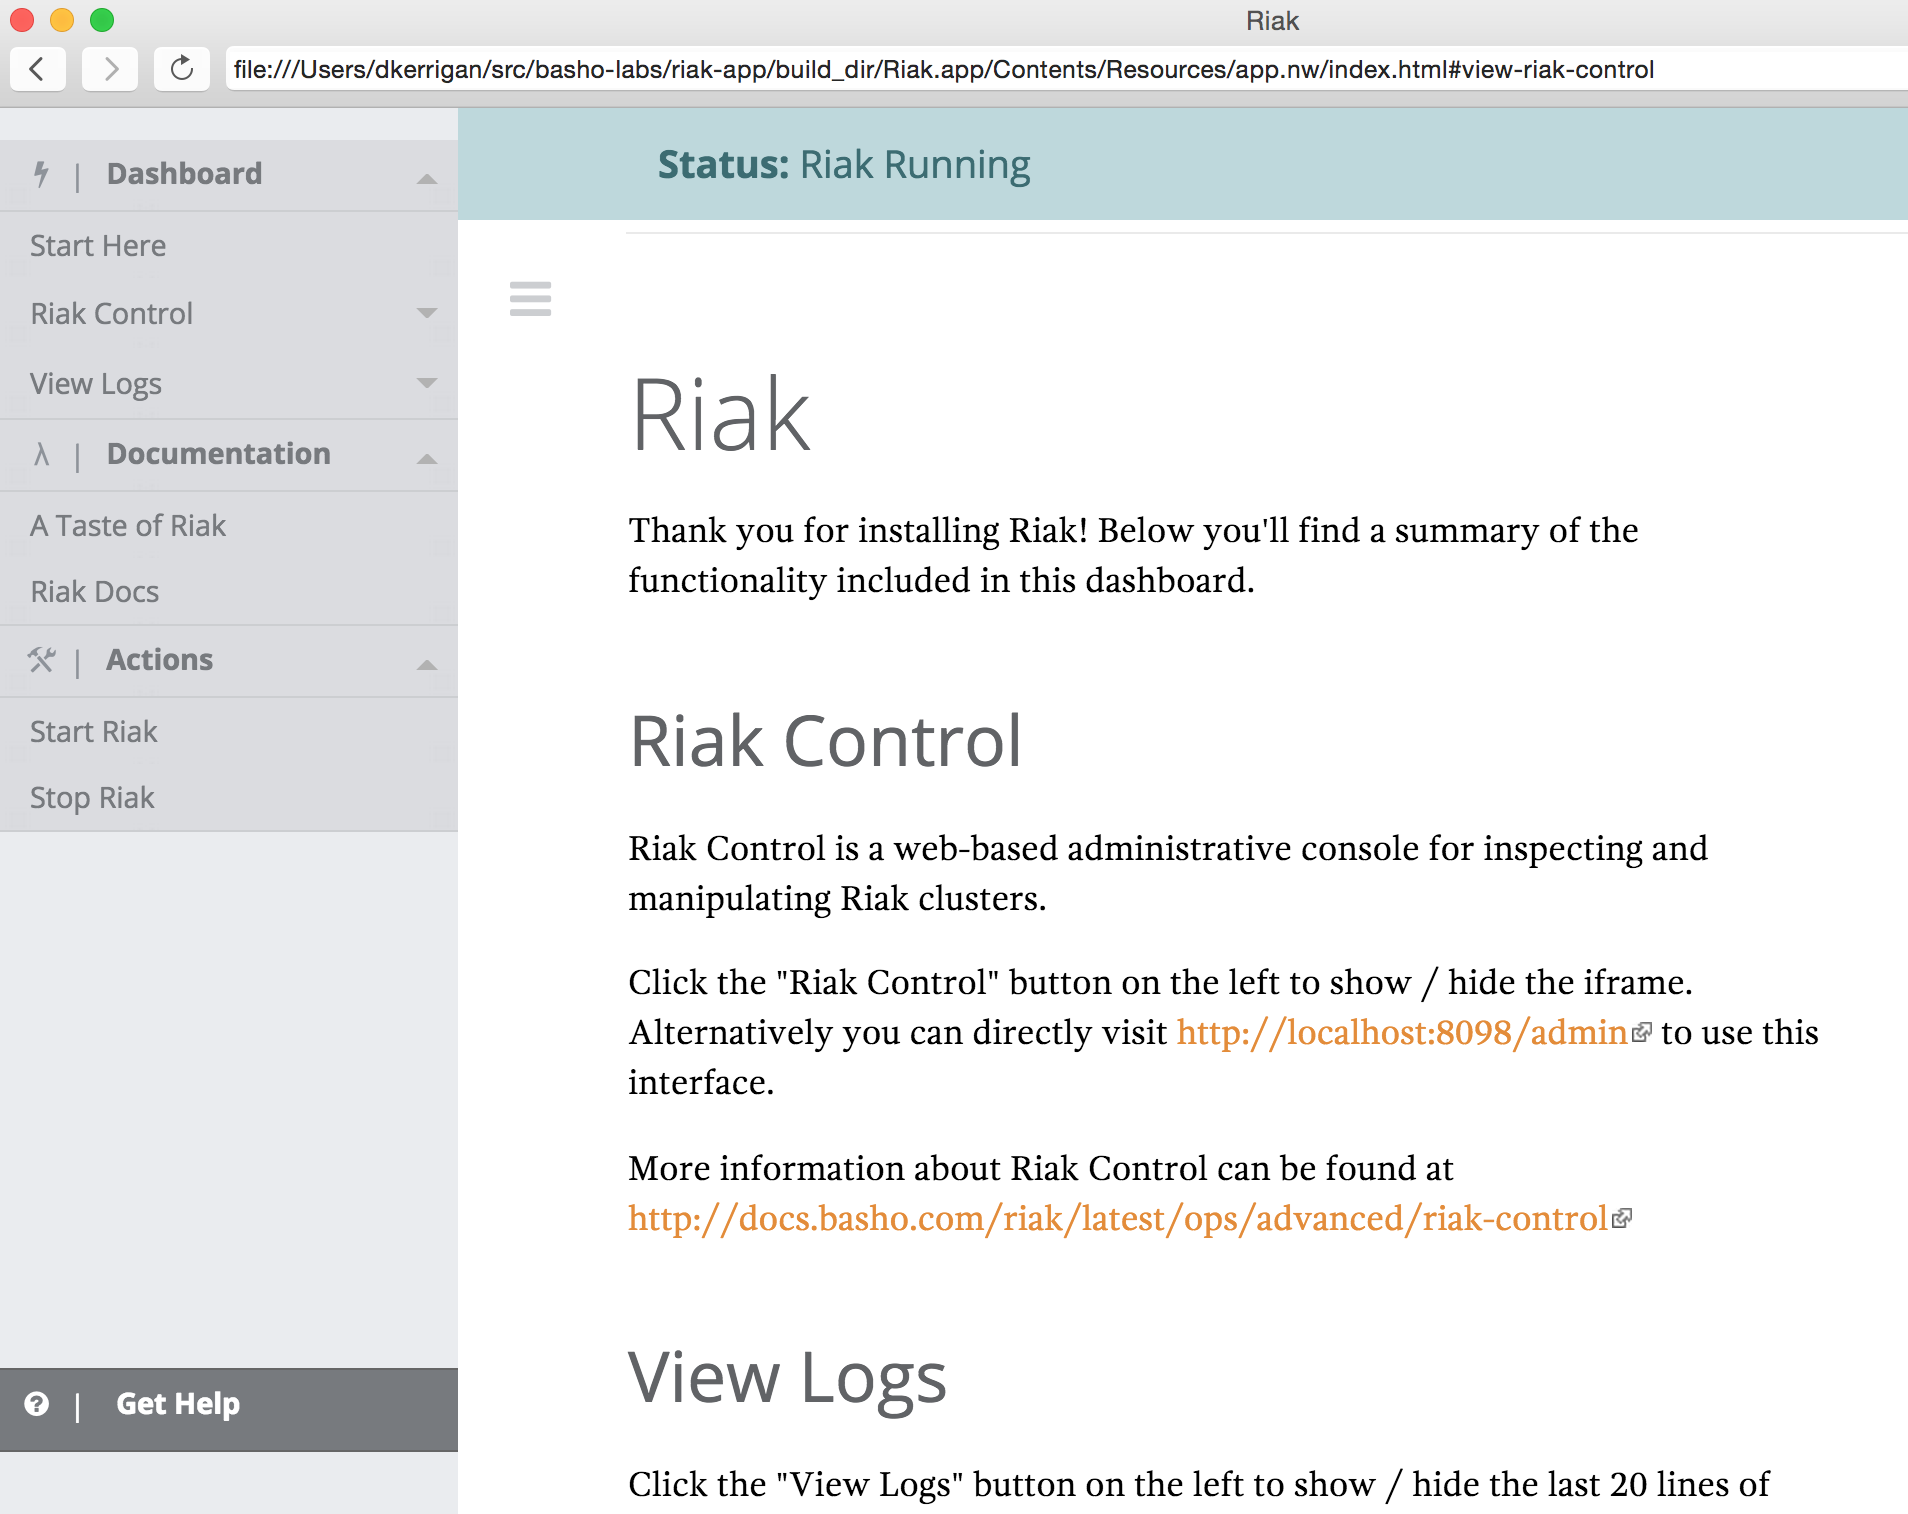 Riak
file:///Users/dkerrigan/src/basho-labs/riak-app/build_dir/Riak.app/Contents/Resources/app.nw/index.html#view-riak-control
| Dashboard
Start Here
Riak Control
View Logs
λ | Documentation
A Taste of Riak
Riak Docs
| Actions
Start Riak
Stop Riak
? | Get Help
Status: Riak Running
Riak
Thank you for installing Riak! Below you'll find a summary of the
functionality included in this dashboard.
Riak Control
Riak Control is a web-based administrative console for inspecting and
manipulating Riak clusters.
Click the "Riak Control" button on the left to show / hide the iframe.
Alternatively you can directly visit http://localhost:8098/admin to use this
interface.
More information about Riak Control can be found at
http://docs.basho.com/riak/latest/ops/advanced/riak-control
View Logs
Click the "View Logs" button on the left to show / hide the last 20 lines of